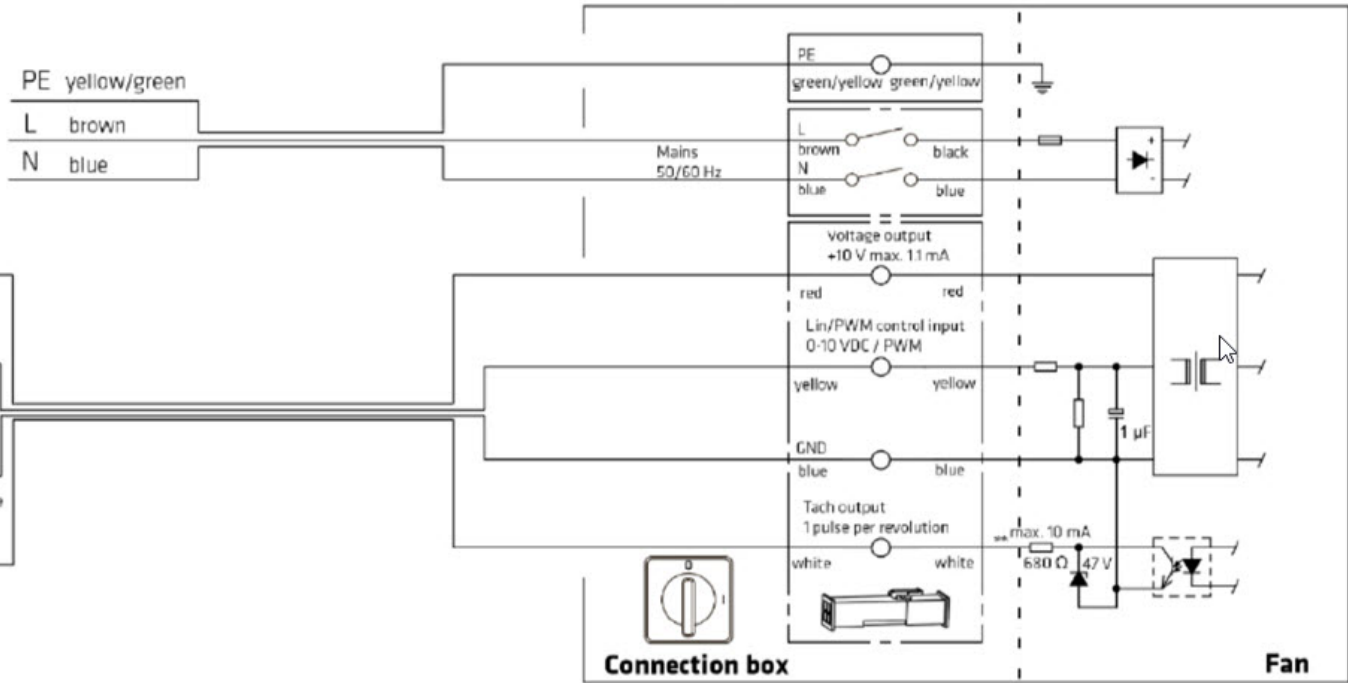 PE yellow/green
L brown
N blue
Mains
50/60 Hz
PE
green/yellow green/yellow
L
brown black
N
blue blue
Voltage output
+10 V max. 1.1 mA
red red
Lin/PWM control input
0-10 VDC / PWM
yellow yellow
1 µF
GND
blue blue
Tach output
1 pulse per revolution
** max. 10 mA
white white
680 Ω 47 V
0
I
Connection box
Fan